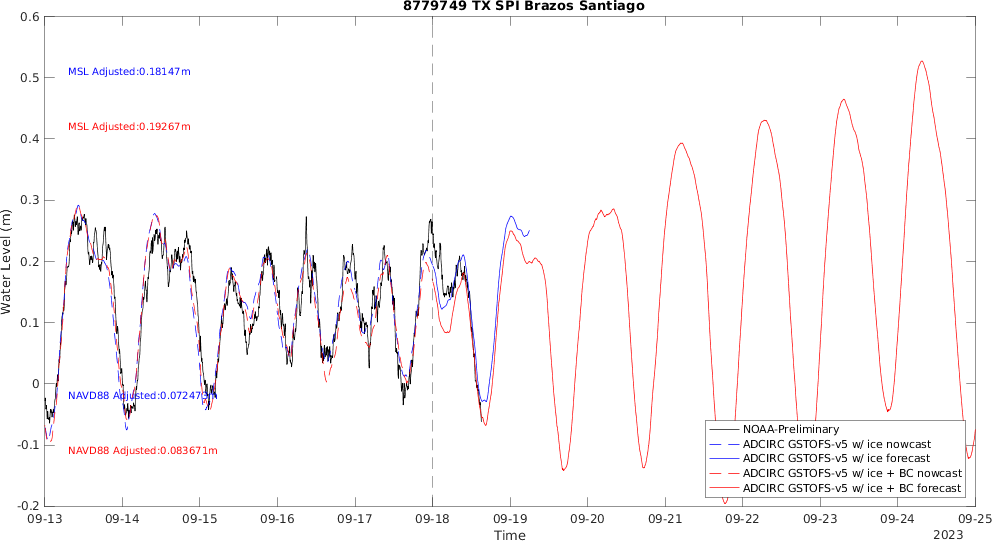 8779749 TX SPI Brazos Santiago
0.6
0.5
0.4
0.3
0.2
0.1
0
-0.1
-0.2
Water Level (m)
MSL Adjusted:0.18147m
MSL Adjusted:0.19267m
NAVD88 Adjusted:0.07247
NAVD88 Adjusted:0.083671m
NOAA-Preliminary
ADCIRC GSTOFS-v5 w/ ice nowcast
ADCIRC GSTOFS-v5 w/ ice forecast
ADCIRC GSTOFS-v5 w/ ice + BC nowcast
ADCIRC GSTOFS-v5 w/ ice + BC forecast
09-13 09-14 09-15 09-16 09-17 09-18 09-19 09-20 09-21 09-22 09-23 09-24 09-25
Time
2023